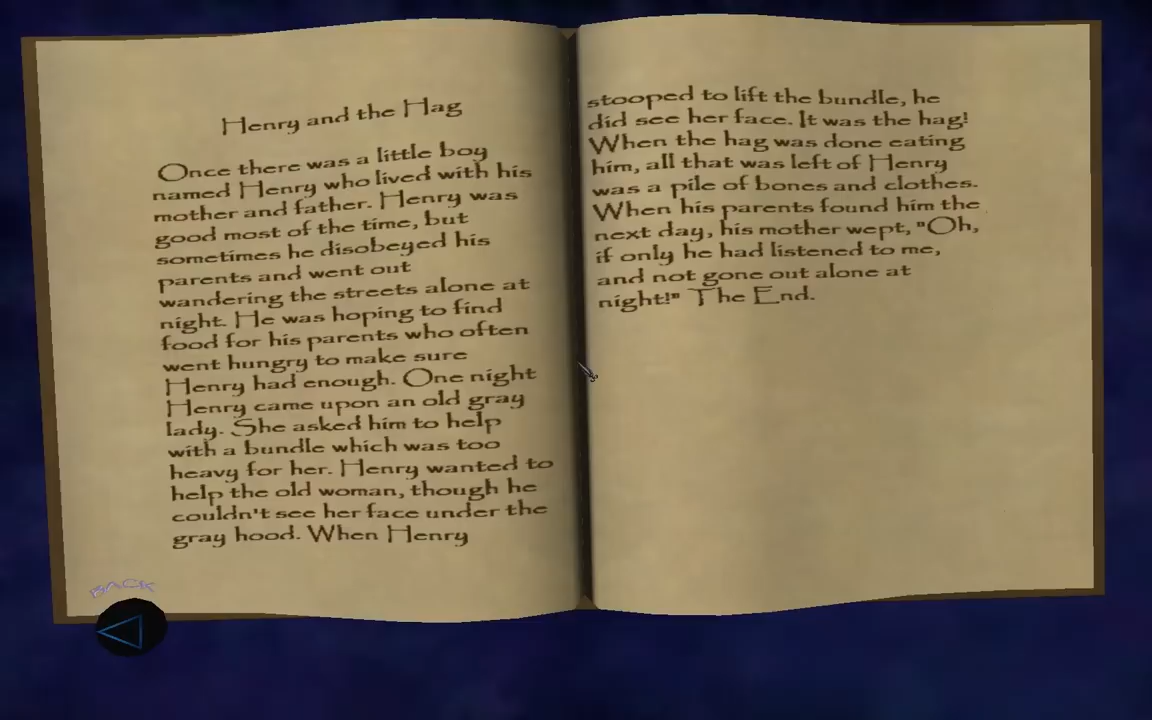 Henry and the Hag
Once there was a little boy
named Henry who lived with his
mother and father. Henry was
good most of the time, but
sometimes he disobeyed his
parents and went out
wandering the streets alone at
night. He was hoping to find
food for his parents who often
went hungry to make sure
Henry had enough. One night
Henry came upon an old gray
lady. She asked him to help
with a bundle which was too
heavy for her. Henry wanted to
help the old woman, though he
couldn't see her face under the
gray hood. When Henry
stooped to lift the bundle, he
did see her face. It was the hag!
When the hag was done eating
him, all that was left of Henry
was a pile of bones and clothes.
When his parents found him the
next day, his mother wept, "Oh,
if only he had listened to me,
and not gone out alone at
night!" The End.
BACK